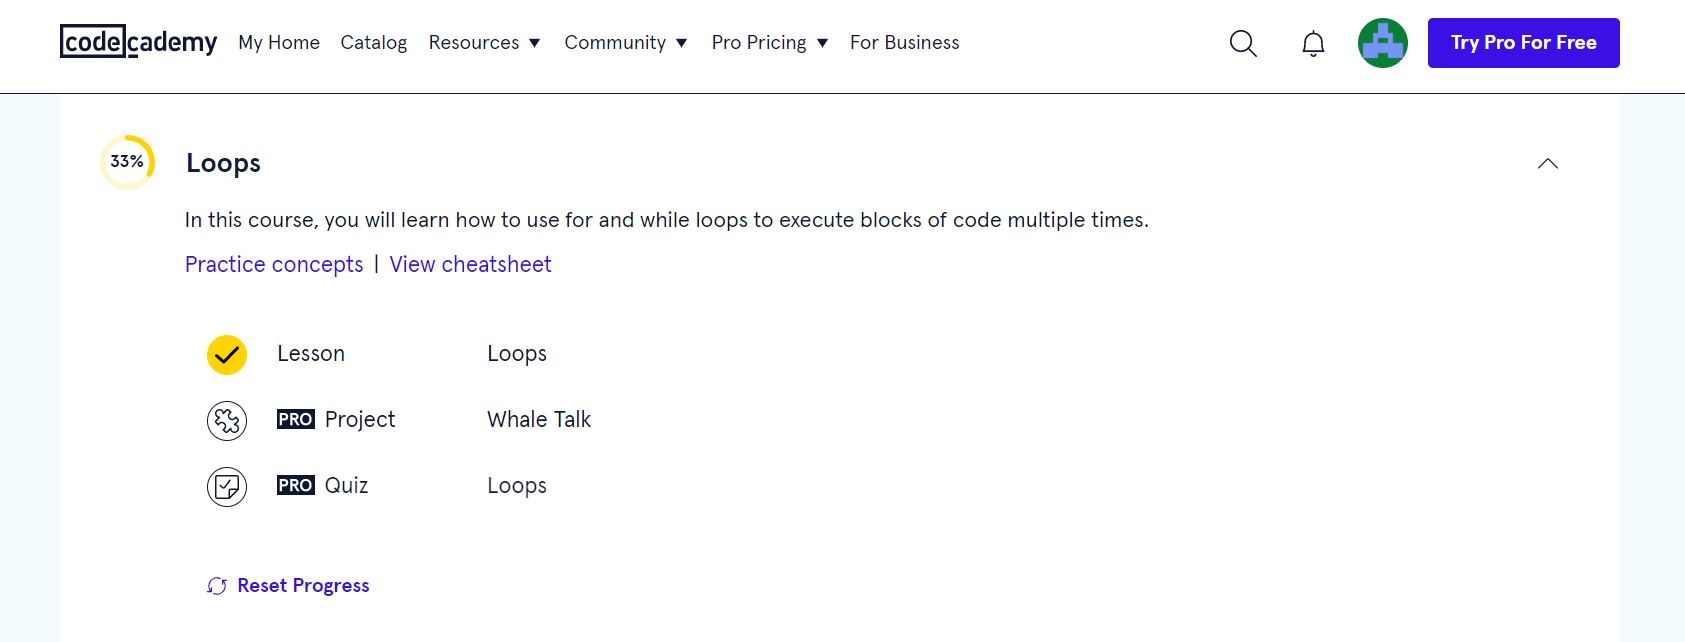 codecademy My Home Catalog Resources Community Pro Pricing For Business Try Pro For Free
33% Loops
In this course, you will learn how to use for and while loops to execute blocks of code multiple times.
Practice concepts | View cheatsheet
Lesson Loops
PRO Project Whale Talk
PRO Quiz Loops
Reset Progress